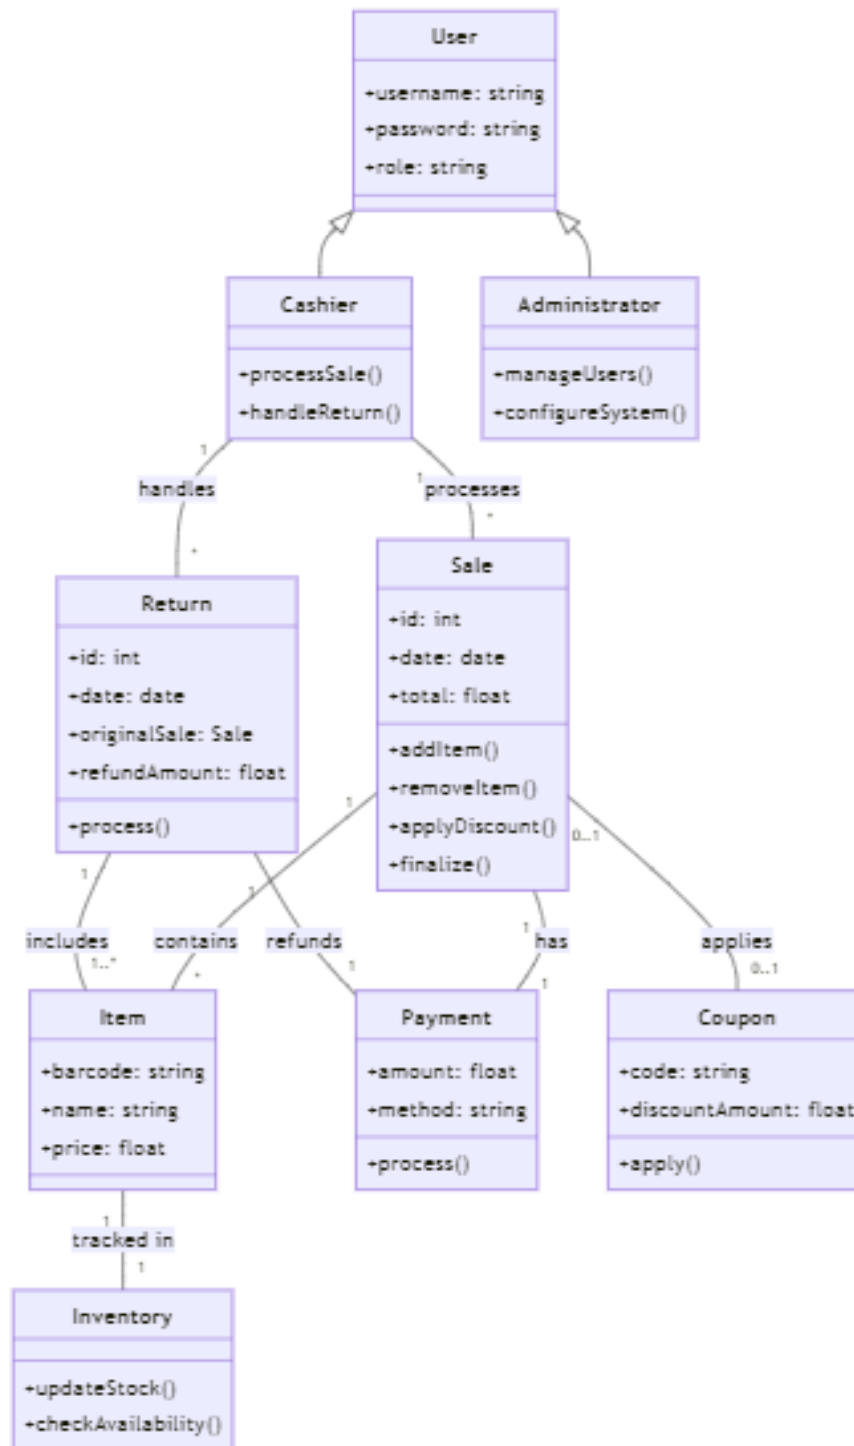 User
+username: string
+password: string
+role: string
Cashier
+processSale()
+handleReturn()
Administrator
+manageUsers()
+configureSystem()
1
handles
*
1
processes
*
Return
+id: int
+date: date
+originalSale: Sale
+refundAmount: float
+process()
Sale
+id: int
+date: date
+total: float
+addItem()
+removeItem()
+applyDiscount()
+finalize()
1
includes
1..*
1
contains
*
1
refunds
1
1
has
1
0..1
applies
0..1
Item
+barcode: string
+name: string
+price: float
Payment
+amount: float
+method: string
+process()
Coupon
+code: string
+discountAmount: float
+apply()
1
tracked in
1
Inventory
+updateStock()
+checkAvailability()